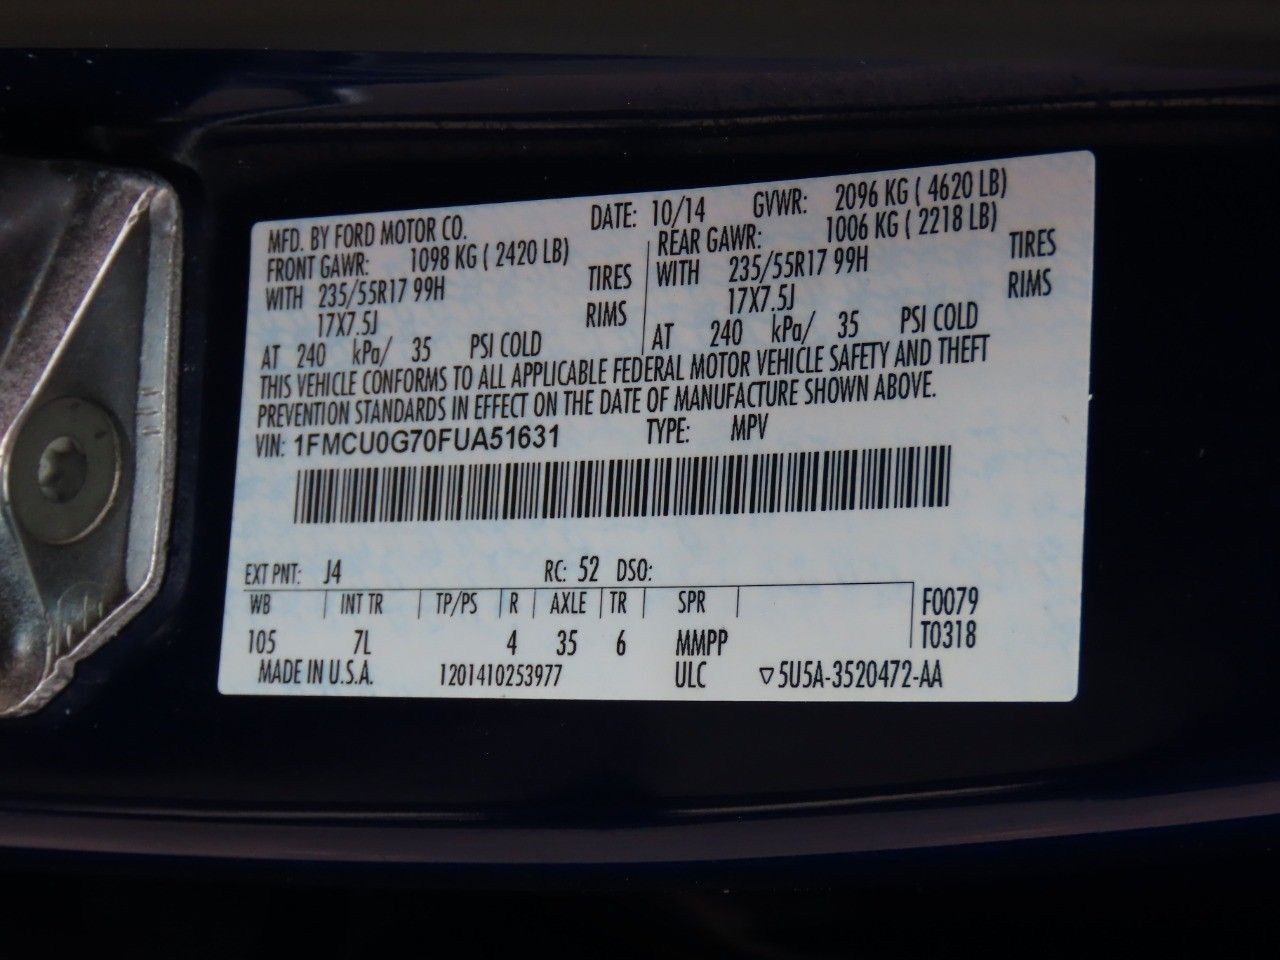 MFD. BY FORD MOTOR CO. DATE: 10/14 GVWR: 2096 KG ( 4620 LB)
FRONT GAWR: 1098 KG ( 2420 LB) REAR GAWR: 1006 KG ( 2218 LB)
WITH 235/55R17 99H TIRES WITH 235/55R17 99H TIRES
17X7.5J RIMS 17X7.5J RIMS
AT 240 kPa/ 35 PSI COLD AT 240 kPa/ 35 PSI COLD
THIS VEHICLE CONFORMS TO ALL APPLICABLE FEDERAL MOTOR VEHICLE SAFETY AND THEFT
PREVENTION STANDARDS IN EFFECT ON THE DATE OF MANUFACTURE SHOWN ABOVE.
VIN: 1FMCU0G70FUA51631 TYPE: MPV
EXT PNT: J4 RC: 52 DSO:
WB INT TR TP/PS R AXLE TR SPR F0079
105 7L 4 35 6 MMPP T0318
MADE IN U.S.A. 1201410253977 ULC ▽5U5A-3520472-AA